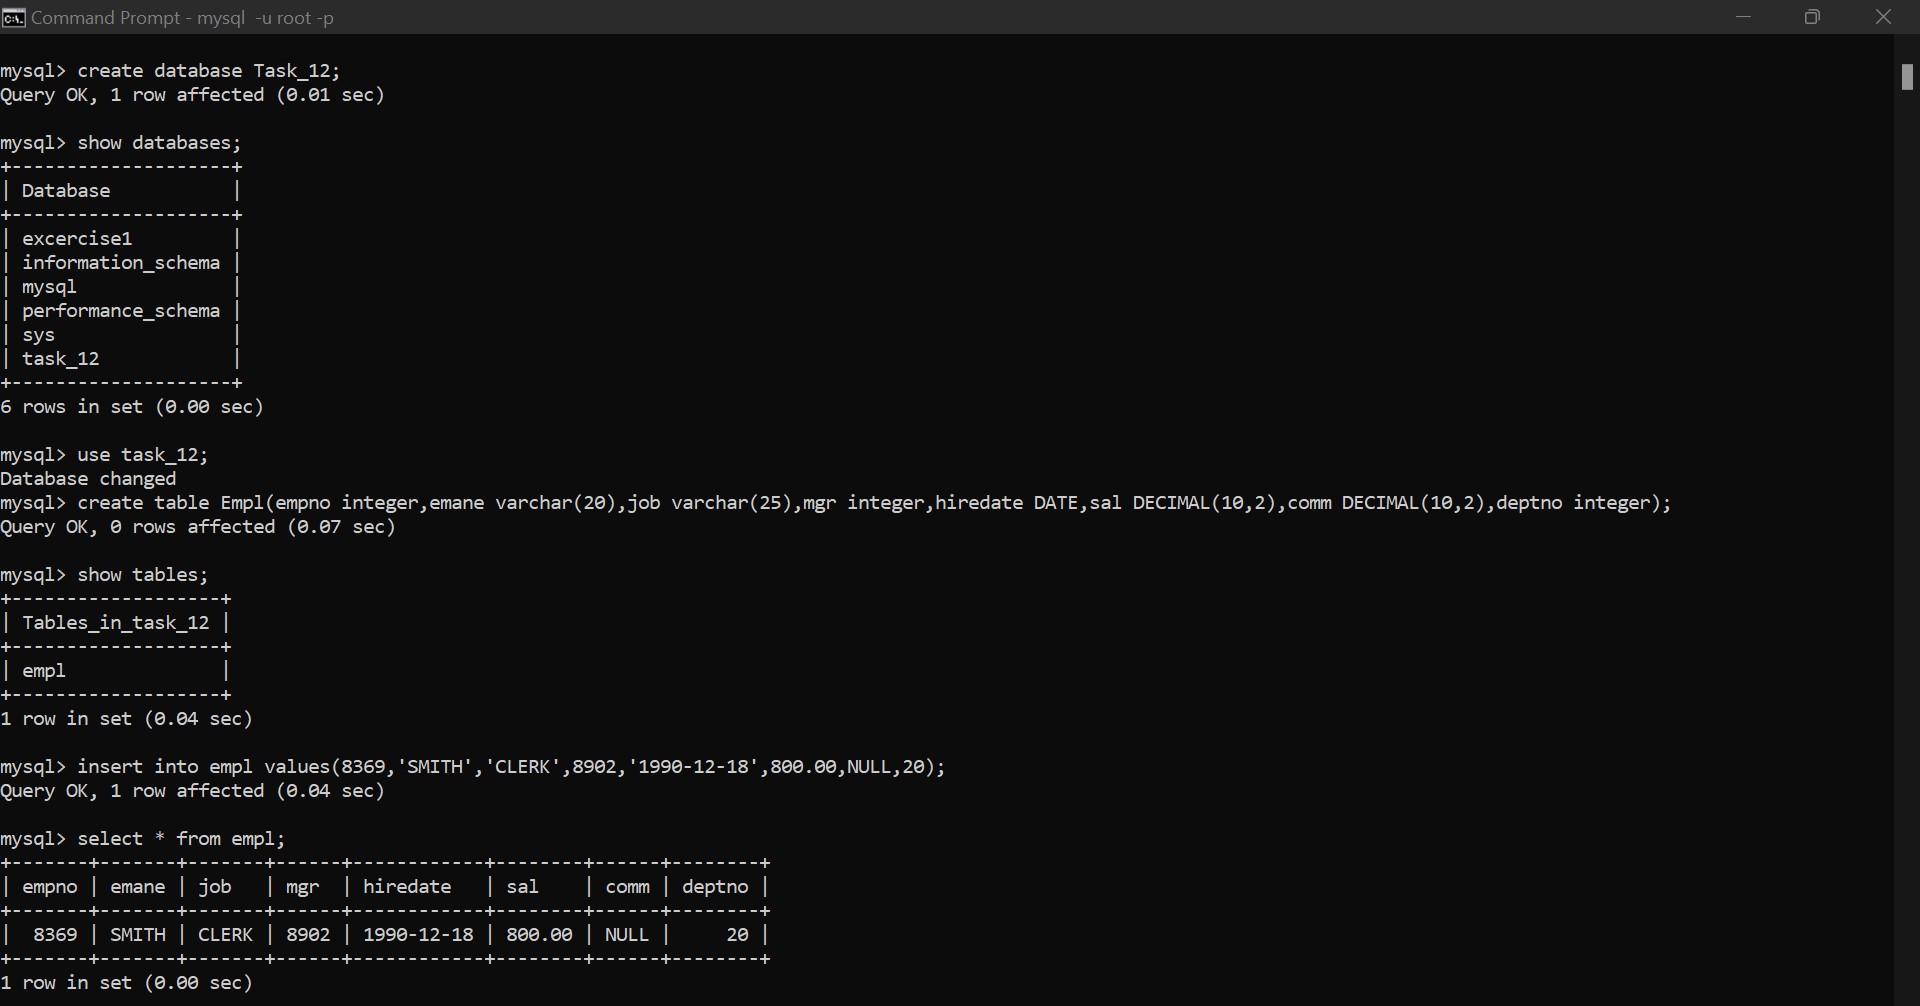 Command Prompt - mysql  -u root -p
mysql> create database Task_12;
Query OK, 1 row affected (0.01 sec)
mysql> show databases;
+--------------------+
| Database           |
+--------------------+
| excercise1         |
| information_schema |
| mysql              |
| performance_schema |
| sys                |
| task_12            |
+--------------------+
6 rows in set (0.00 sec)
mysql> use task_12;
Database changed
mysql> create table Empl(empno integer,emane varchar(20),job varchar(25),mgr integer,hiredate DATE,sal DECIMAL(10,2),comm DECIMAL(10,2),deptno integer);
Query OK, 0 rows affected (0.07 sec)
mysql> show tables;
+-------------------+
| Tables_in_task_12 |
+-------------------+
| empl              |
+-------------------+
1 row in set (0.04 sec)
mysql> insert into empl values(8369,'SMITH','CLERK',8902,'1990-12-18',800.00,NULL,20);
Query OK, 1 row affected (0.04 sec)
mysql> select * from empl;
+-------+-------+-------+------+------------+--------+------+--------+
| empno | emane | job   | mgr  | hiredate   | sal    | comm | deptno |
+-------+-------+-------+------+------------+--------+------+--------+
|  8369 | SMITH | CLERK | 8902 | 1990-12-18 | 800.00 | NULL |     20 |
+-------+-------+-------+------+------------+--------+------+--------+
1 row in set (0.00 sec)